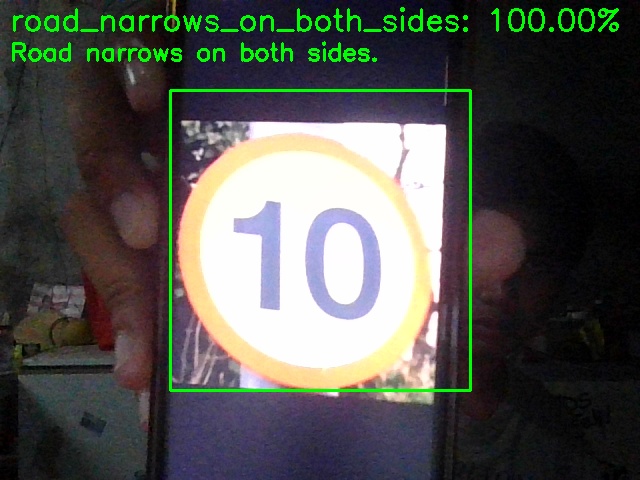 road_narrows_on_both_sides: 100.00%
Road narrows on both sides.
10